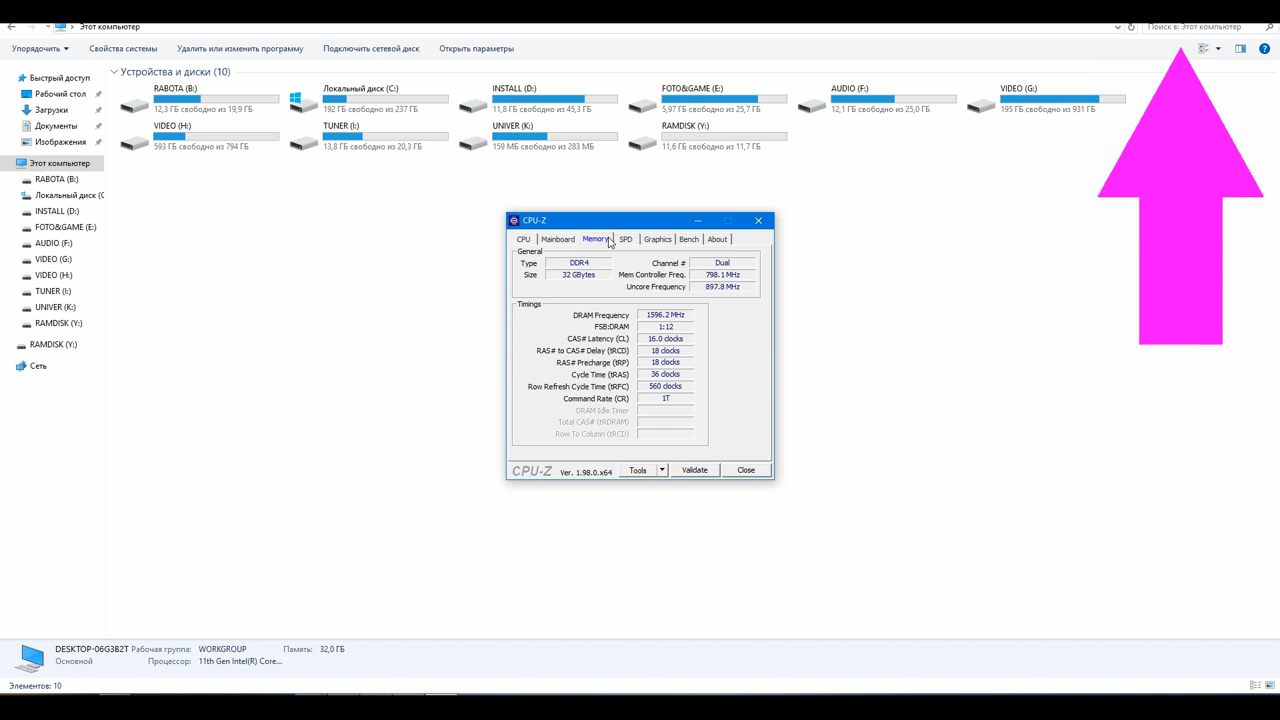 Этот компьютер
Поиск в: Этот компьютер
Упорядочить Свойства системы Удалить или изменить программу Подключить сетевой диск Открыть параметры
Быстрый доступ
Рабочий стол
Загрузки
Документы
Изображения
Этот компьютер
RABOTA (B:)
Локальный диск (C
INSTALL (D:)
FOTO&GAME (E:)
AUDIO (F:)
VIDEO (G:)
VIDEO (H:)
TUNER (I:)
UNIVER (K:)
RAMDISK (Y:)
RAMDISK (Y:)
Сеть
Устройства и диски (10)
RABOTA (B:)
12,3 ГБ свободно из 19,9 ГБ
Локальный диск (C:)
192 ГБ свободно из 237 ГБ
INSTALL (D:)
11,8 ГБ свободно из 45,3 ГБ
FOTO&GAME (E:)
5,97 ГБ свободно из 25,7 ГБ
AUDIO (F:)
12,1 ГБ свободно из 25,0 ГБ
VIDEO (G:)
195 ГБ свободно из 931 ГБ
VIDEO (H:)
593 ГБ свободно из 794 ГБ
TUNER (I:)
13,8 ГБ свободно из 20,3 ГБ
UNIVER (K:)
159 МБ свободно из 283 МБ
RAMDISK (Y:)
11,6 ГБ свободно из 11,7 ГБ
CPU-Z
CPU Mainboard Memory SPD Graphics Bench About
General
Type DDR4 Channel # Dual
Size 32 GBytes Mem Controller Freq. 798.1 MHz
Uncore Frequency 897.8 MHz
Timings
DRAM Frequency 1596.2 MHz
FSB:DRAM 1:12
CAS# Latency (CL) 16.0 clocks
RAS# to CAS# Delay (tRCD) 18 clocks
RAS# Precharge (tRP) 18 clocks
Cycle Time (tRAS) 36 clocks
Row Refresh Cycle Time (tRFC) 560 clocks
Command Rate (CR) 1T
DRAM Idle Timer
Total CAS# (tRDRAM)
Row To Column (tRCD)
CPU-Z Ver. 1.98.0.x64 Tools Validate Close
DESKTOP-06G3B2T Рабочая группа: WORKGROUP Память: 32,0 ГБ
Основной Процессор: 11th Gen Intel(R) Core...
Элементов: 10